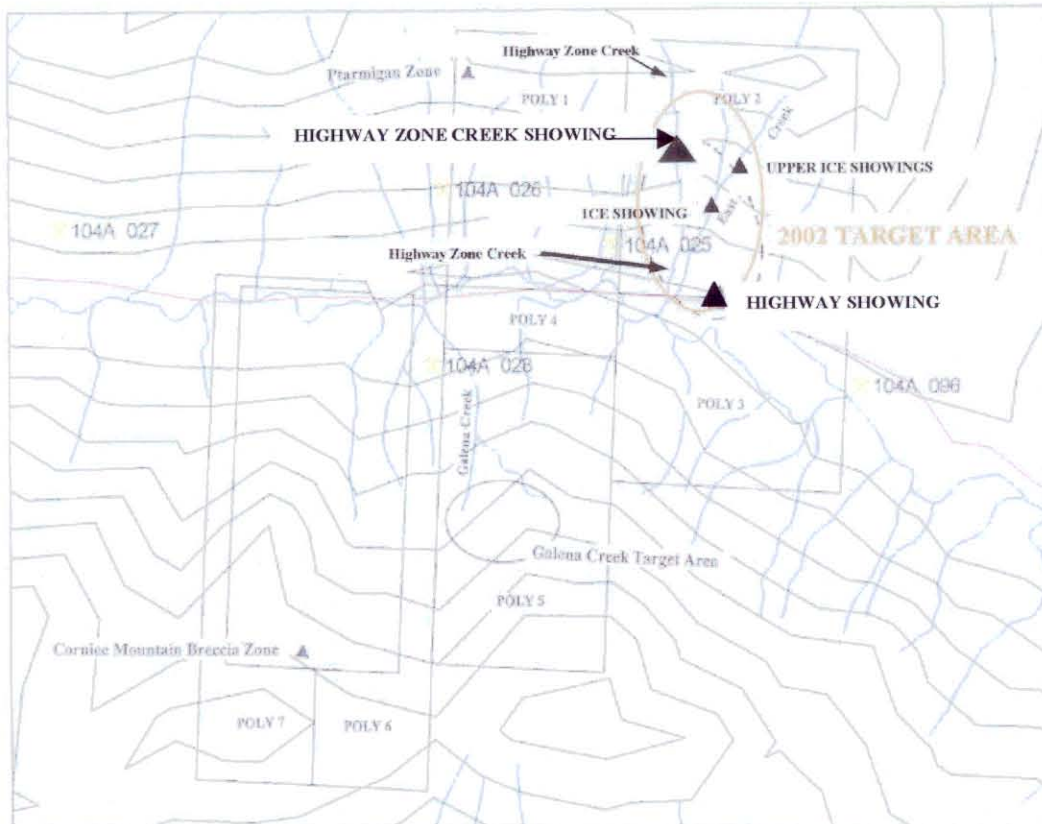 Highway Zone Creek
Ptarmigan Zone
POLY 1
POLY 2
Creek
HIGHWAY ZONE CREEK SHOWING
UPPER ICE SHOWINGS
104A 026
ICE SHOWING
East
104A 027
104A 025
2002 TARGET AREA
Highway Zone Creek
HIGHWAY SHOWING
POLY 4
104A 028
104A 096
POLY 3
Galena Creek
Galena Creek Target Area
POLY 5
Cornice Mountain Breccia Zone
POLY 7
POLY 6